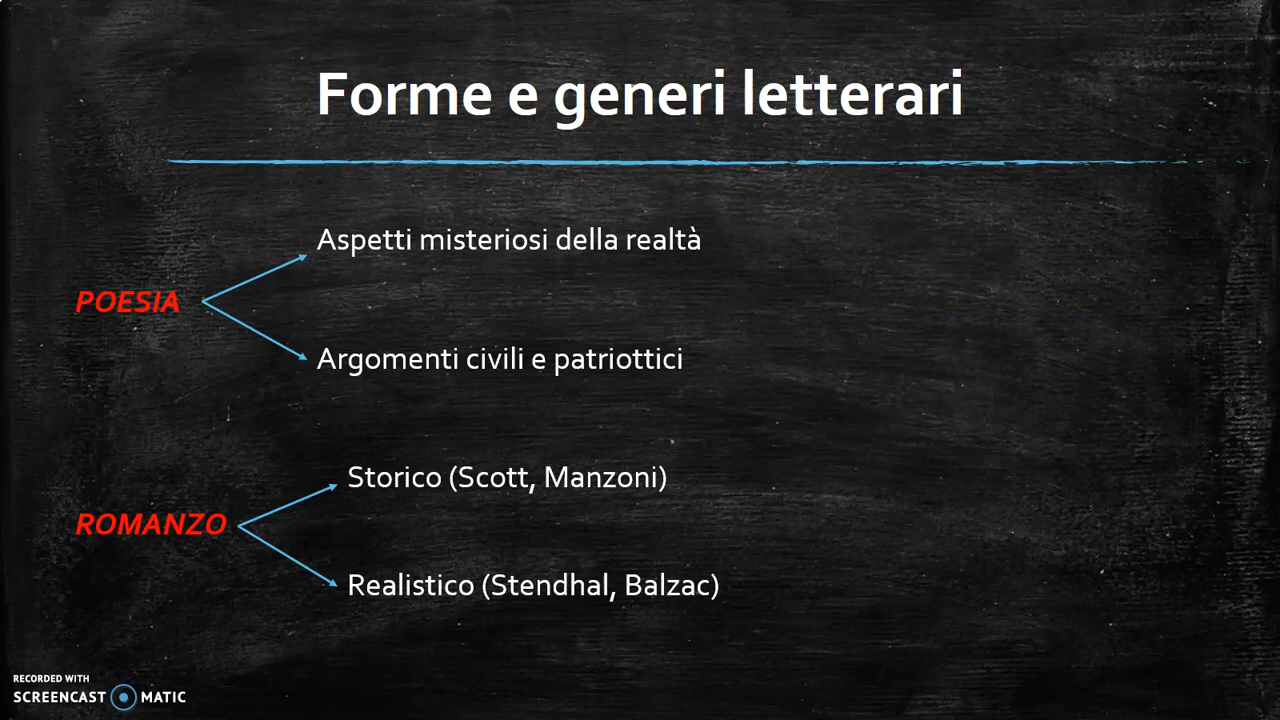 Forme e generi letterari
Aspetti misteriosi della realtà
POESIA
Argomenti civili e patriottici
Storico (Scott, Manzoni)
ROMANZO
Realistico (Stendhal, Balzac)
RECORDED WITH
SCREENCAST MATIC